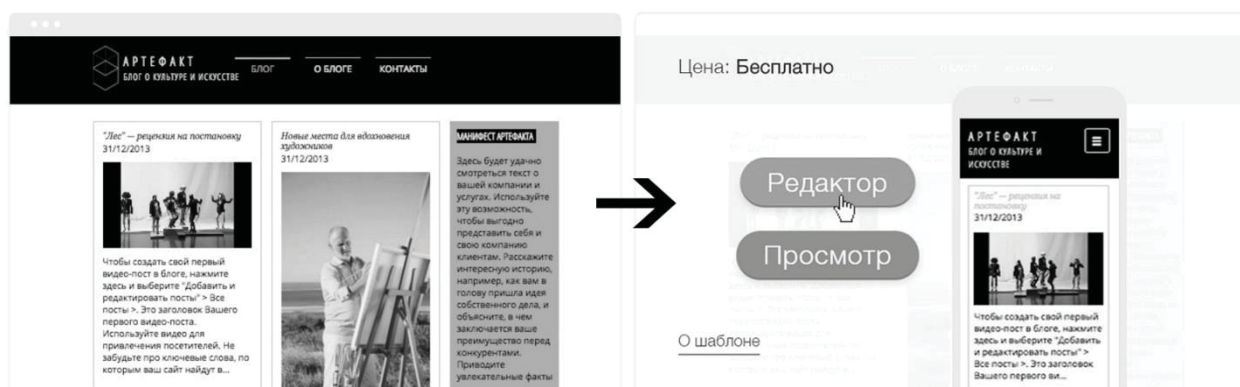 АРТЕФАКТ
БЛОГ О КУЛЬТУРЕ И ИСКУССТВЕ
БЛОГ
О БЛОГЕ
КОНТАКТЫ
"Лес" — рецензия на постановку
31/12/2013
Чтобы создать свой первый
видео-пост в блоге, нажмите
здесь и выберите "Добавить и
редактировать посты" > Все
посты >. Это заголовок Вашего
первого видео-поста.
Используйте видео для
привлечения посетителей. Не
забудьте про ключевые слова, по
которым ваш сайт найдут в...
Новые места для вдохновения
художников
31/12/2013
МАНИФЕСТ АРТЕФАКТА
Здесь будет удачно
смотреться текст о
вашей компании и
услугах. Используйте
эту возможность,
чтобы выгодно
представить себя и
свою компанию
клиентам. Расскажите
интересную историю,
например, как вам в
голову пришла идея
собственного дела, и
объясните, в чем
заключается ваше
преимущество перед
конкурентами.
Приводите
увлекательные факты
Цена: Бесплатно
Редактор
Просмотр
О шаблоне
АРТЕФАКТ
БЛОГ О КУЛЬТУРЕ И
ИСКУССТВЕ
"Лес" — рецензия на
постановку
31/12/2013
Чтобы создать свой первый
видео-пост в блоге, нажмите
здесь и выберите "Добавить
и редактировать посты" >
Все посты >. Это заголовок
Вашего первого ви...